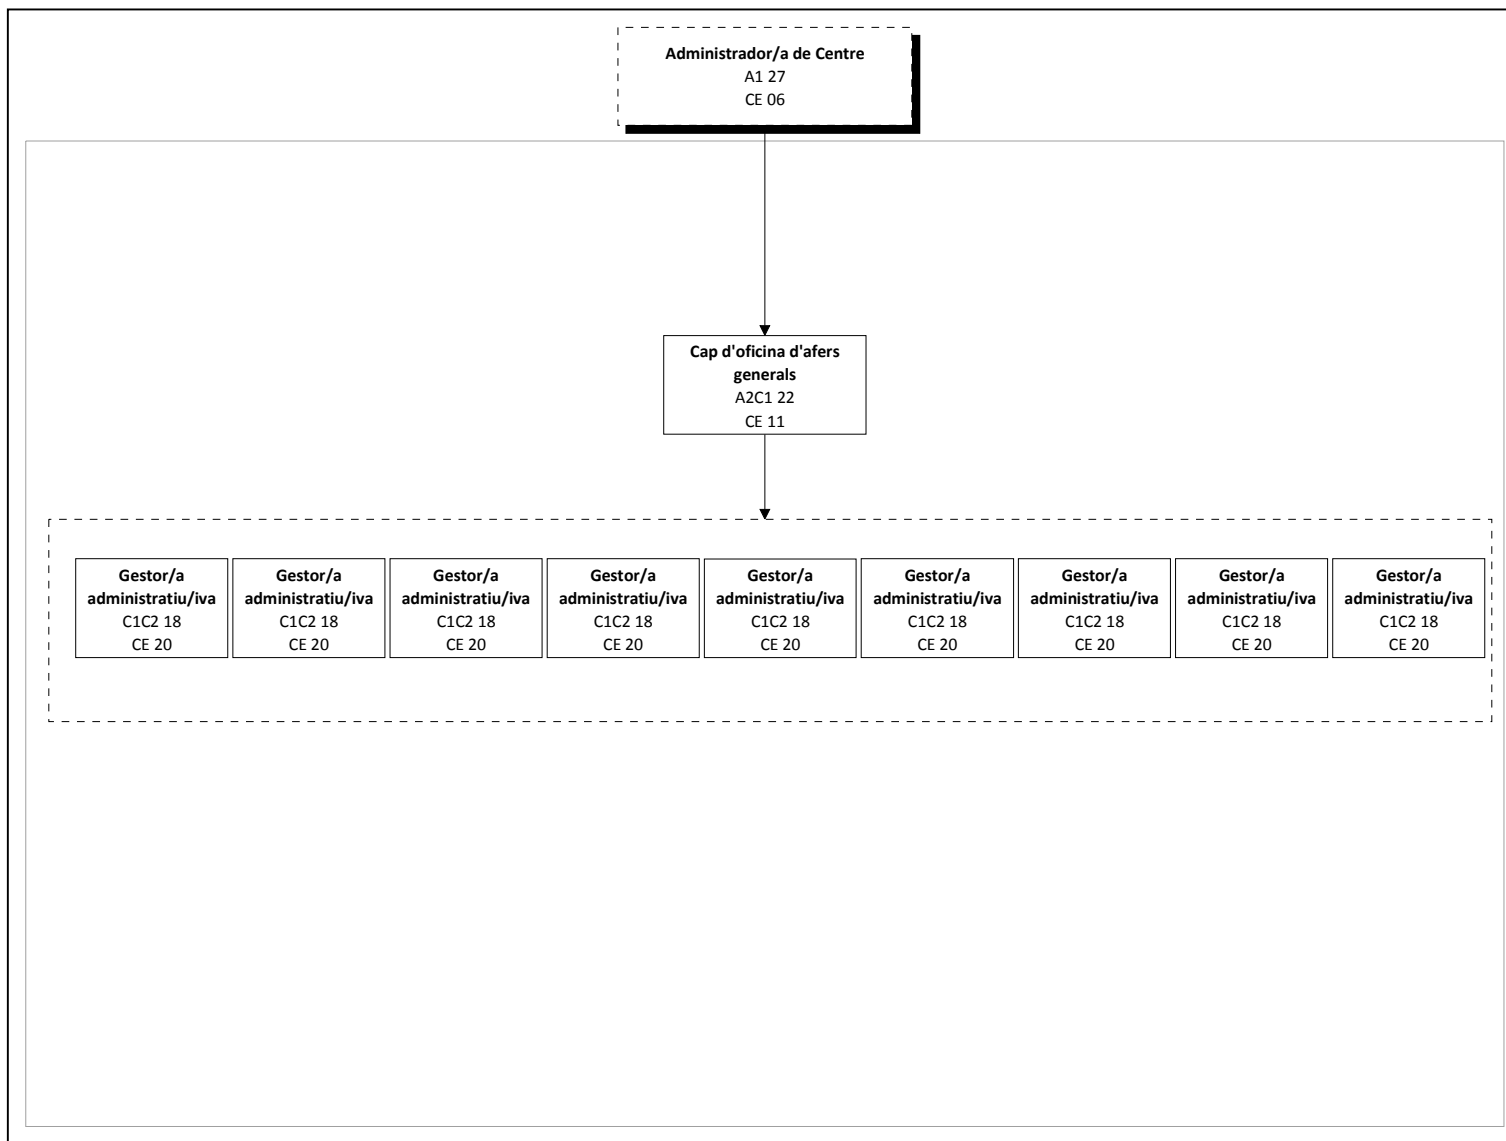 Administrador/a de Centre
A1 27
CE 06
Cap d'oficina d'afers
generals
A2C1 22
CE 11
Gestor/a
administratiu/iva
C1C2 18
CE 20
Gestor/a
administratiu/iva
C1C2 18
CE 20
Gestor/a
administratiu/iva
C1C2 18
CE 20
Gestor/a
administratiu/iva
C1C2 18
CE 20
Gestor/a
administratiu/iva
C1C2 18
CE 20
Gestor/a
administratiu/iva
C1C2 18
CE 20
Gestor/a
administratiu/iva
C1C2 18
CE 20
Gestor/a
administratiu/iva
C1C2 18
CE 20
Gestor/a
administratiu/iva
C1C2 18
CE 20